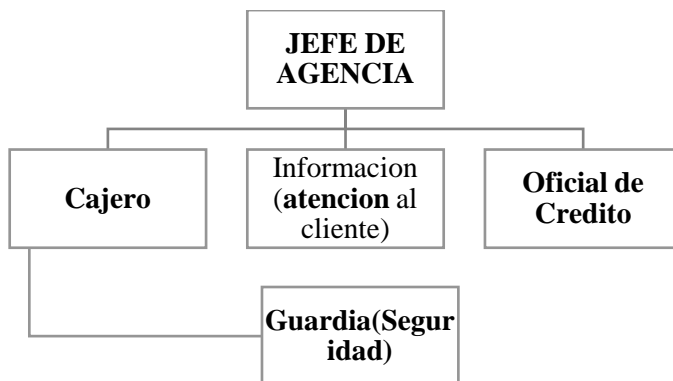 JEFE DE
AGENCIA
Cajero
Informacion
(atencion al
cliente)
Oficial de
Credito
Guardia(Segur
idad)